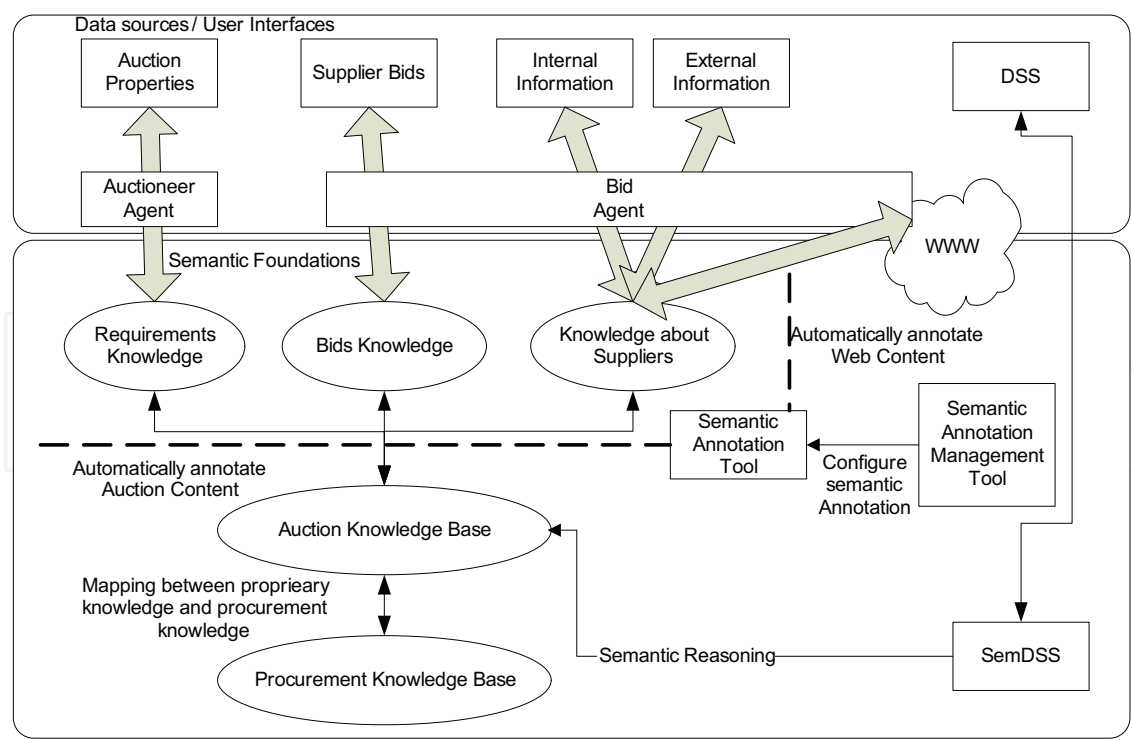 Data sources / User Interfaces
Auction
Properties
Supplier Bids
Internal
Information
External
Information
DSS
Auctioneer
Agent
Bid
Agent
WWW
Semantic Foundations
Requirements
Knowledge
Bids Knowledge
Knowledge about
Suppliers
Automatically annotate
Web Content
Semantic
Annotation
Tool
Semantic
Annotation
Management
Tool
Configure
semantic
Annotation
Automatically annotate
Auction Content
Auction Knowledge Base
Mapping between proprieary
knowledge and procurement
knowledge
Semantic Reasoning
SemDSS
Procurement Knowledge Base